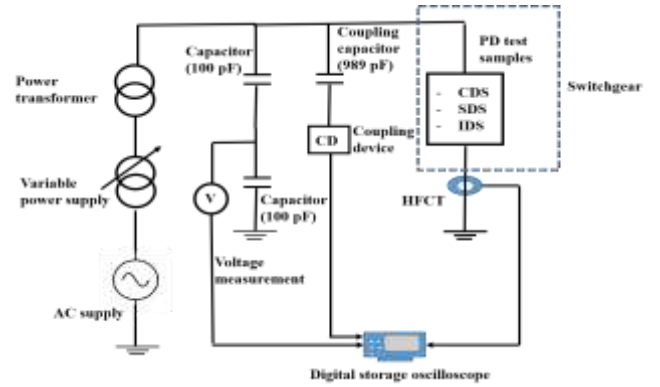 Power
transformer
Variable
power supply
AC supply
Capacitor
(100 pF)
V
Capacitor
(100 pF)
Voltage
measurement
Coupling
capacitor
(989 pF)
CD
Coupling
device
PD test
samples
- CDS
- SDS
- IDS
Switchgear
HFCT
Digital storage oscilloscope